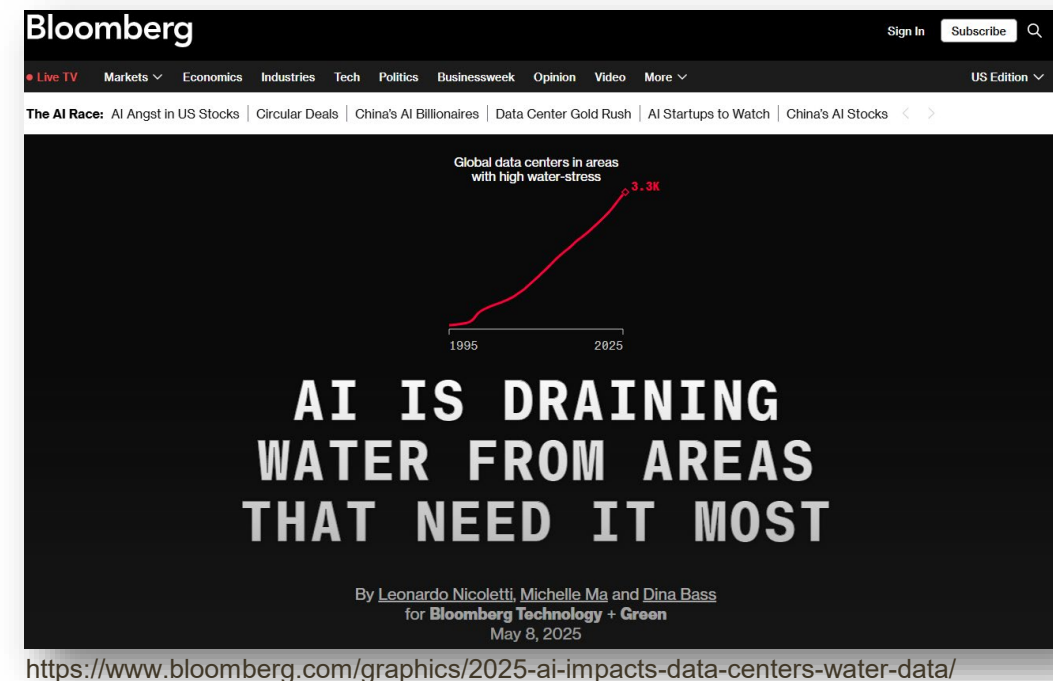 Bloomberg
Sign In Subscribe
Live TV Markets Economics Industries Tech Politics Businessweek Opinion Video More US Edition
The AI Race: AI Angst in US Stocks | Circular Deals | China's AI Billionaires | Data Center Gold Rush | AI Startups to Watch | China's AI Stocks
Global data centers in areas
with high water-stress
3.3K
1995 2025
AI IS DRAINING
WATER FROM AREAS
THAT NEED IT MOST
By Leonardo Nicoletti, Michelle Ma and Dina Bass
for Bloomberg Technology + Green
May 8, 2025
https://www.bloomberg.com/graphics/2025-ai-impacts-data-centers-water-data/